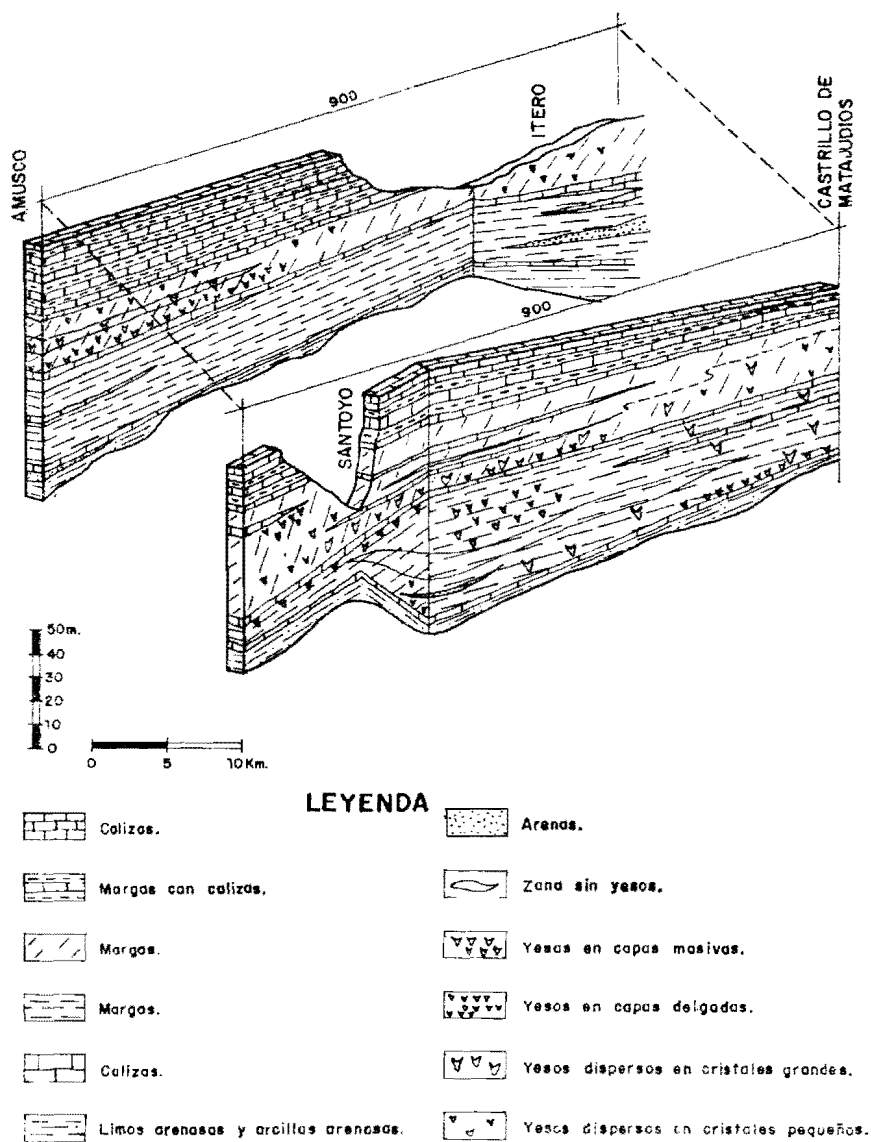 900
AMUSCO
ITERO
CASTRILLO DE
MATAJUDIOS
900
SANTOYO
50m.
40
30
20
10
0
0 5 10 Km.
LEYENDA
Calizas.
Margas con calizas.
Margas.
Margas.
Calizas.
Limos arenosas y arcillas arenosas.
Arenas.
Zona sin yesos.
Yesos en capas masivas.
Yesos en capas delgadas.
Yesos dispersos en cristales grandes.
Yesos dispersos en cristales pequeños.